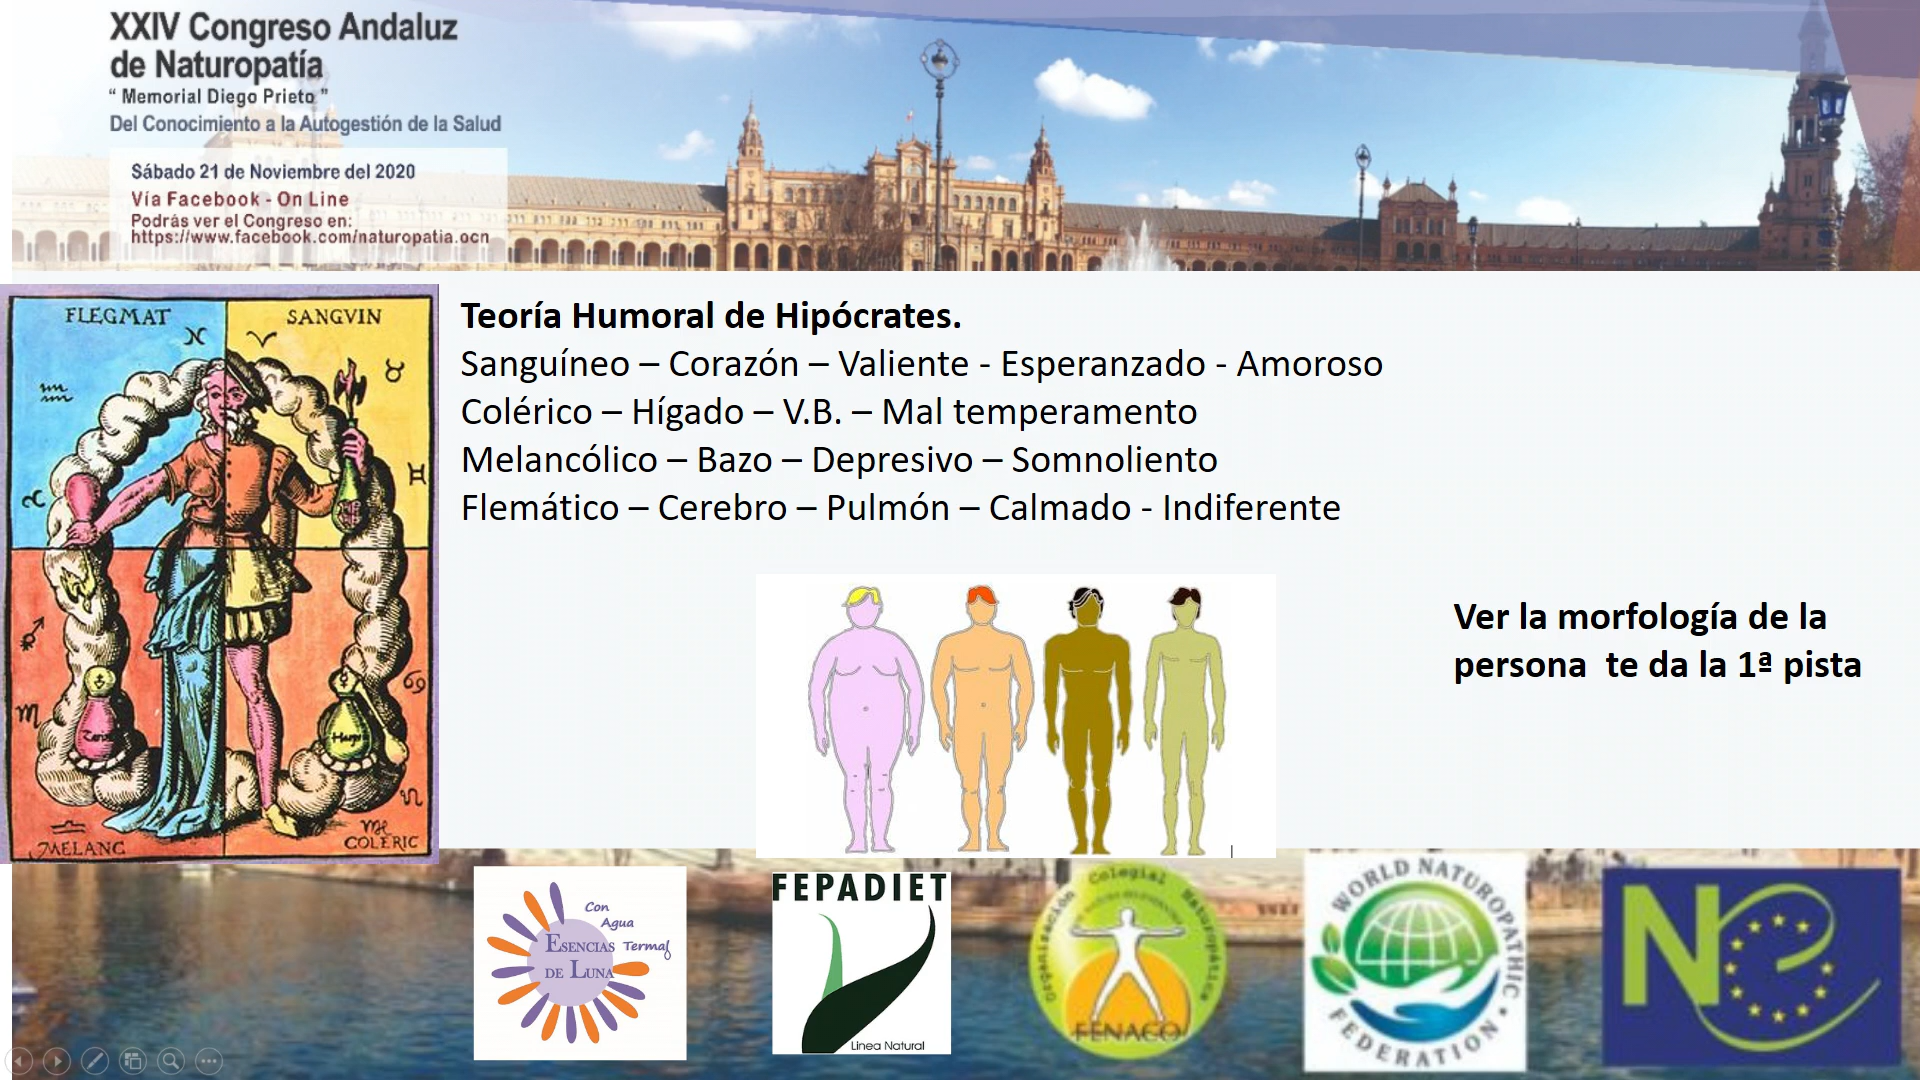 XXIV Congreso Andaluz
de Naturopatía
“ Memorial Diego Prieto ”
Del Conocimiento a la Autogestión de la Salud
Sábado 21 de Noviembre del 2020
Vía Facebook - On Line
Podrás ver el Congreso en:
https://www.facebook.com/naturopatia.ocn
FLEGMAT
SANGVIN
MELANC
COLERIC
Teoría Humoral de Hipócrates.
Sanguíneo – Corazón – Valiente - Esperanzado - Amoroso
Colérico – Hígado – V.B. – Mal temperamento
Melancólico – Bazo – Depresivo – Somnoliento
Flemático – Cerebro – Pulmón – Calmado - Indiferente
Ver la morfología de la
persona  te da la 1ª pista
Con
Agua
Termal
ESENCIAS
DE LUNA
FEPADIET
Linea Natural
Organización Colegial Naturopática
FENACO
WORLD NATUROPATHIC
FEDERATION
Ne